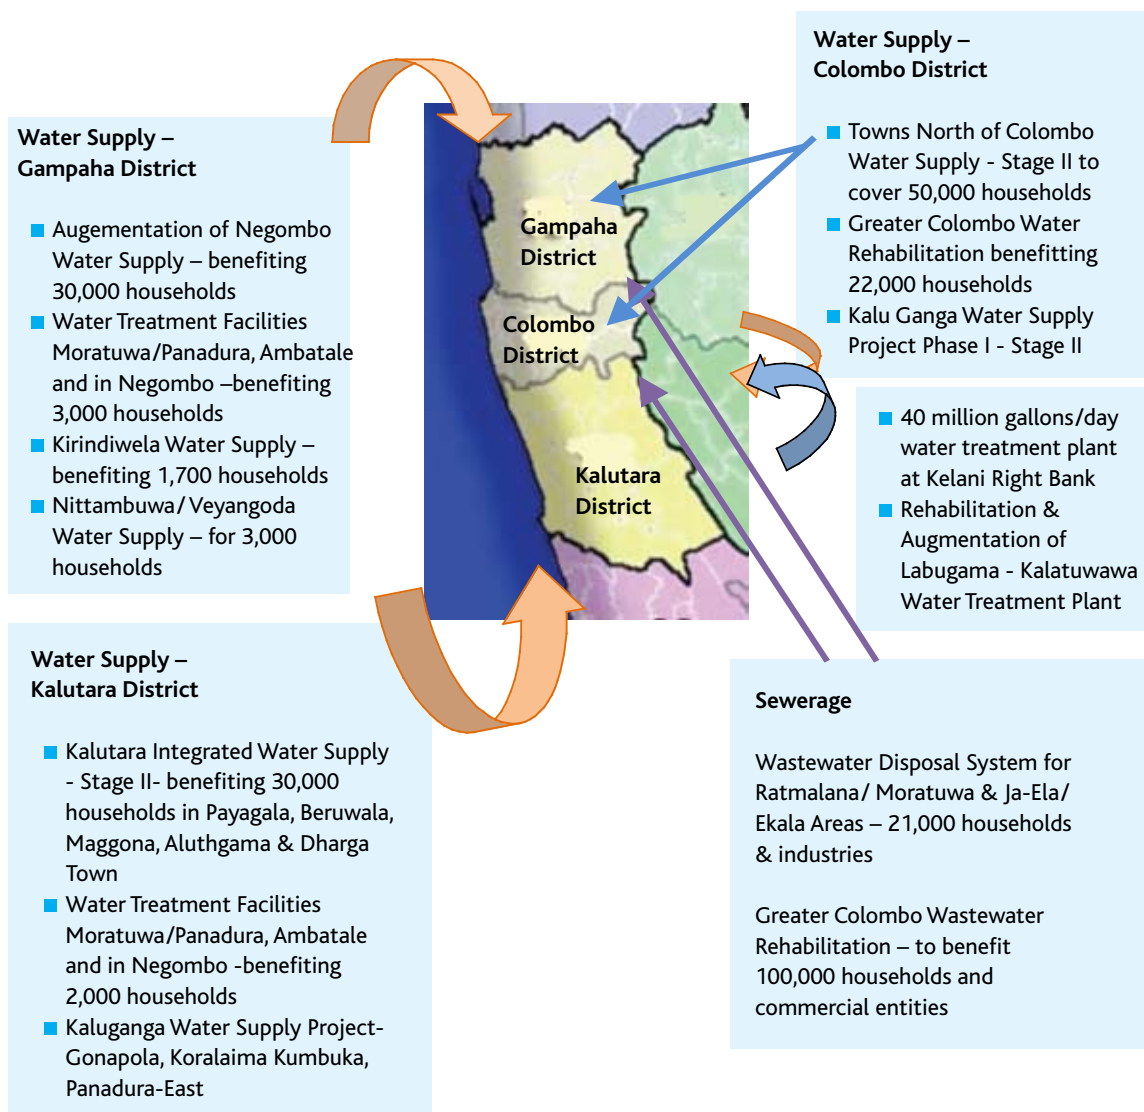 Water Supply –
Gampaha District
Augementation of Negombo
Water Supply – benefiting
30,000 households
Water Treatment Facilities
Moratuwa/Panadura, Ambatale
and in Negombo –benefiting
3,000 households
Kirindiwela Water Supply –
benefiting 1,700 households
Nittambuwa/ Veyangoda
Water Supply – for 3,000
households
Water Supply –
Kalutara District
Kalutara Integrated Water Supply
- Stage II- benefiting 30,000
households in Payagala, Beruwala,
Maggona, Aluthgama & Dharga
Town
Water Treatment Facilities
Moratuwa/Panadura, Ambatale
and in Negombo -benefiting
2,000 households
Kaluganga Water Supply Project-
Gonapola, Koralaima Kumbuka,
Panadura-East
Gampaha
District
Colombo
District
Kalutara
District
Water Supply –
Colombo District
Towns North of Colombo
Water Supply - Stage II to
cover 50,000 households
Greater Colombo Water
Rehabilitation benefitting
22,000 households
Kalu Ganga Water Supply
Project Phase I - Stage II
40 million gallons/day
water treatment plant
at Kelani Right Bank
Rehabilitation &
Augmentation of
Labugama - Kalatuwawa
Water Treatment Plant
Sewerage
Wastewater Disposal System for
Ratmalana/ Moratuwa & Ja-Ela/
Ekala Areas – 21,000 households
& industries
Greater Colombo Wastewater
Rehabilitation – to benefit
100,000 households and
commercial entities